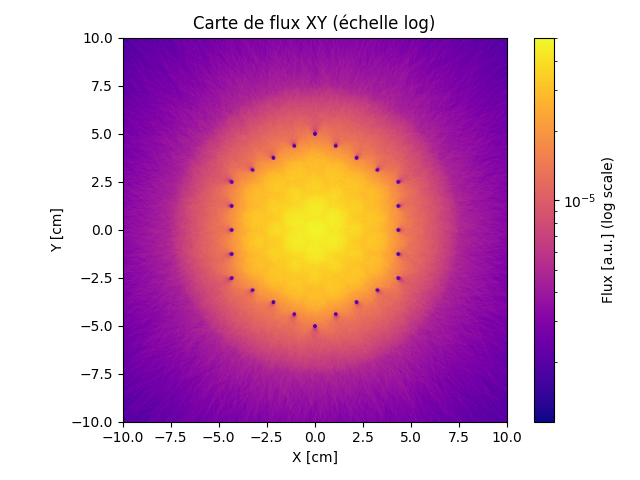 Carte de flux XY (échelle log)
10.0
7.5
5.0
2.5
0.0
−2.5
−5.0
−7.5
−10.0
Y [cm]
−10.0 −7.5 −5.0 −2.5 0.0 2.5 5.0 7.5 10.0
X [cm]
10⁻⁵
Flux [a.u.] (log scale)